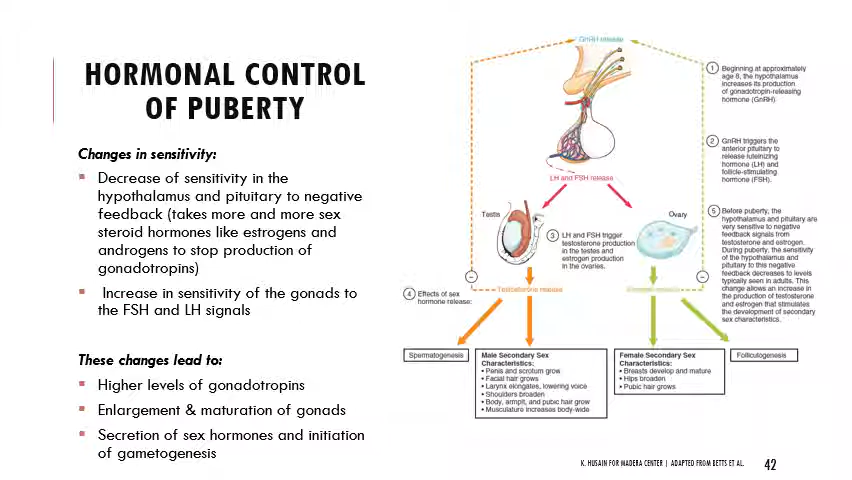 HORMONAL CONTROL
OF PUBERTY
Changes in sensitivity:
▪ Decrease of sensitivity in the
hypothalamus and pituitary to negative
feedback (takes more and more sex
steroid hormones like estrogens and
androgens to stop production of
gonadotropins)
▪ Increase in sensitivity of the gonads to
the FSH and LH signals
These changes lead to:
▪ Higher levels of gonadotropins
▪ Enlargement & maturation of gonads
▪ Secretion of sex hormones and initiation
of gametogenesis
GnRH release
1 Beginning at approximately
age 8, the hypothalamus
increases its production
of gonadotropin-releasing
hormone (GnRH)
2 GnRH triggers the
anterior pituitary to
release luteinizing
hormone (LH) and
follicle-stimulating
hormone (FSH).
LH and FSH release
Testis
Ovary
3 LH and FSH trigger
testosterone production
in the testes and
estrogen production
in the ovaries.
5 Before puberty, the
hypothalamus and pituitary are
very sensitive to negative
feedback signals from
testosterone and estrogen.
During puberty, the sensitivity
of the hypothalamus and
pituitary to this negative
feedback decreases to levels
typically seen in adults. This
change allows an increase in
the production of testosterone
and estrogen that stimulates
the development of secondary
sex characteristics.
–
–
4 Effects of sex
hormone release:
Testosterone release
Estrogen release
Spermatogenesis
Male Secondary Sex
Characteristics:
• Penis and scrotum grow
• Facial hair grows
• Larynx elongates, lowering voice
• Shoulders broaden
• Body, armpit, and pubic hair grow
• Musculature increases body-wide
Female Secondary Sex
Characteristics:
• Breasts develop and mature
• Hips broaden
• Pubic hair grows
Folliculogenesis
K. HUSAIN FOR MADERA CENTER | ADAPTED FROM BETTS ET AL.
42